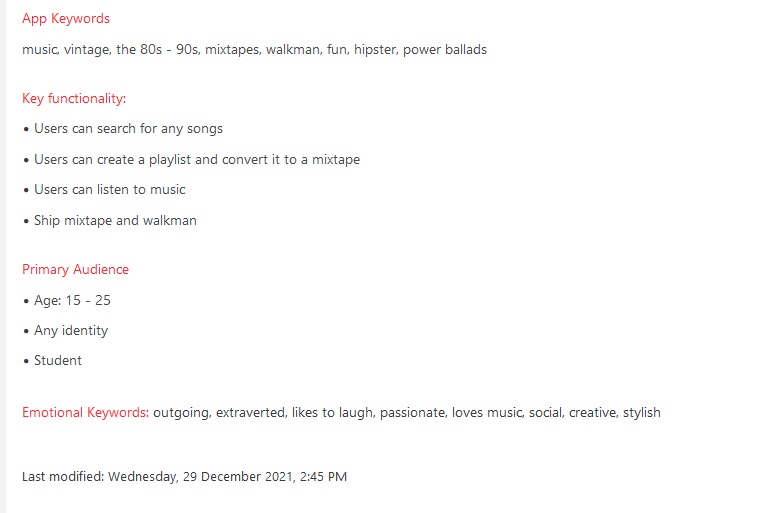 App Keywords
music, vintage, the 80s - 90s, mixtapes, walkman, fun, hipster, power ballads
Key functionality:
• Users can search for any songs
• Users can create a playlist and convert it to a mixtape
• Users can listen to music
• Ship mixtape and walkman
Primary Audience
• Age: 15 - 25
• Any identity
• Student
Emotional Keywords: outgoing, extraverted, likes to laugh, passionate, loves music, social, creative, stylish
Last modified: Wednesday, 29 December 2021, 2:45 PM